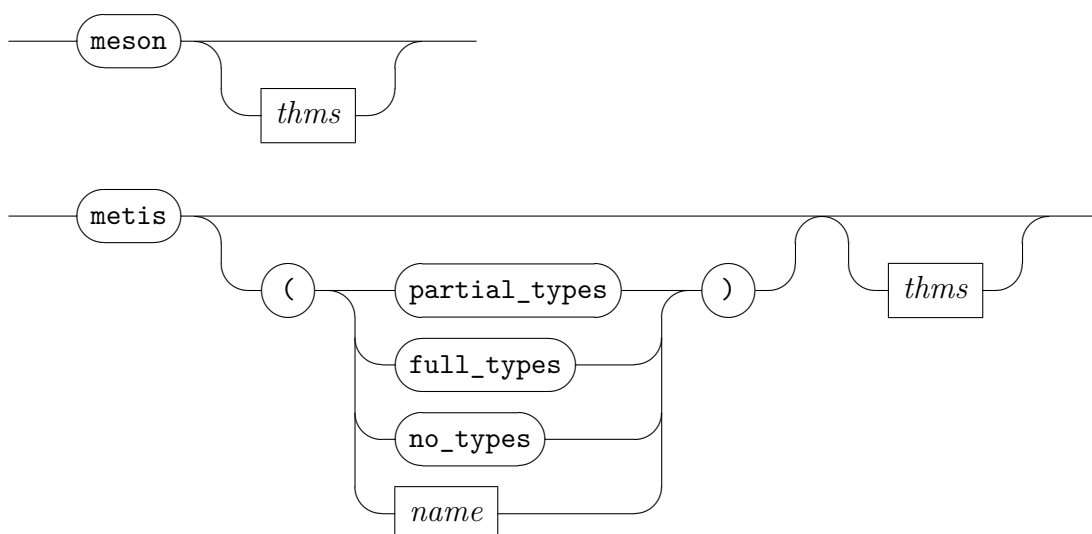 meson
thms
metis
( partial_types ) thms
full_types
no_types
name